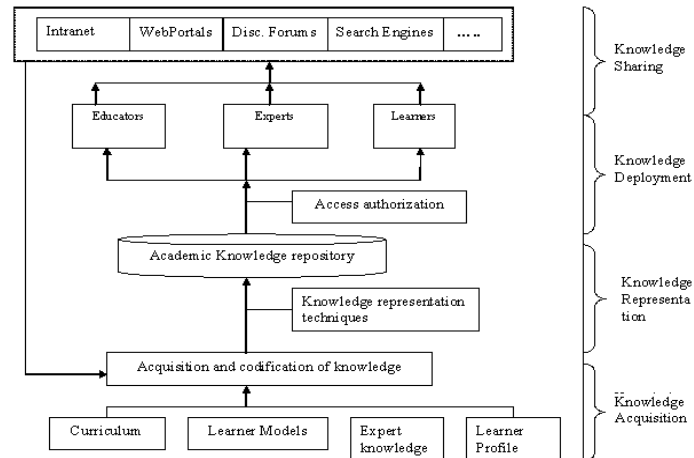 Intranet WebPortals Disc. Forums Search Engines .....
Knowledge
Sharing
Educators Experts Learners
Knowledge
Deployment
Access authorization
Academic Knowledge repository
Knowledge
Representa
tion
Knowledge representation
techniques
Acquisition and codification of knowledge
Knowledge
Acquisition
Curriculum Learner Models Expert Learner
knowledge Profile